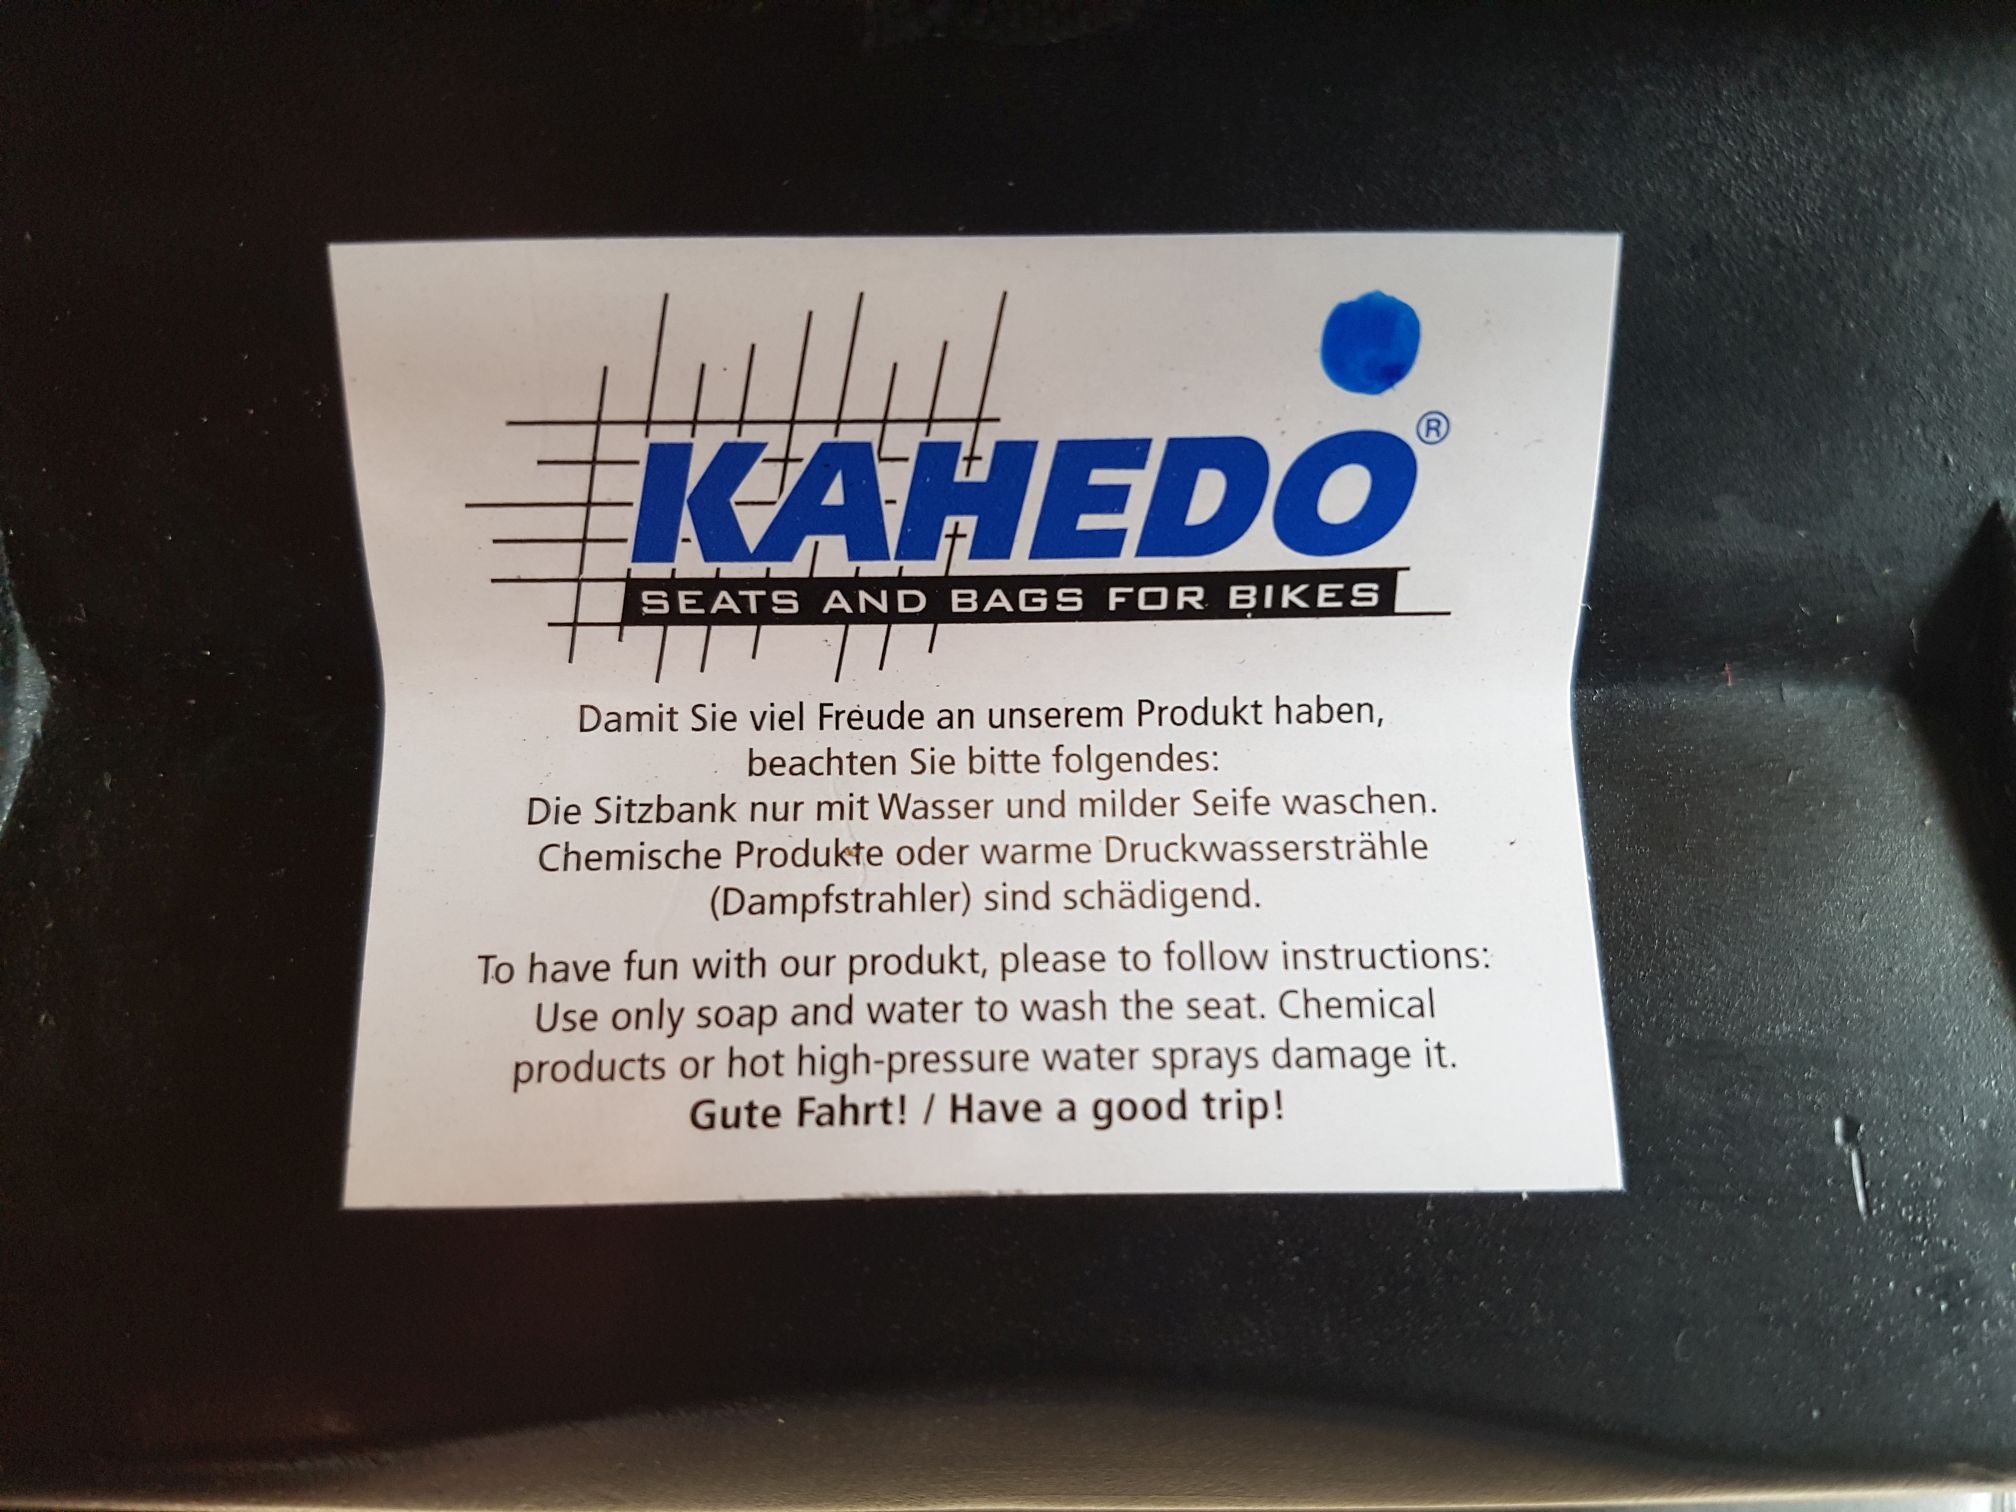 KAHEDO®
SEATS AND BAGS FOR BIKES
Damit Sie viel Freude an unserem Produkt haben,
beachten Sie bitte folgendes:
Die Sitzbank nur mit Wasser und milder Seife waschen.
Chemische Produkte oder warme Druckwassersträhle
(Dampfstrahler) sind schädigend.
To have fun with our produkt, please to follow instructions:
Use only soap and water to wash the seat. Chemical
products or hot high-pressure water sprays damage it.
Gute Fahrt! / Have a good trip!